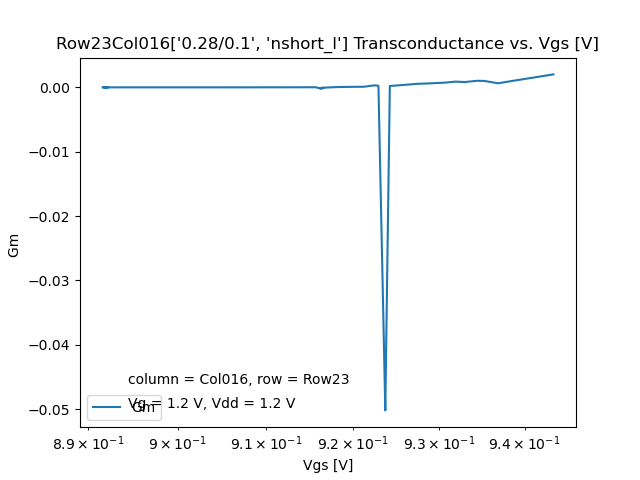 Row23Col016['0.28/0.1', 'nshort_l'] Transconductance vs. Vgs [V]
0.00
−0.01
−0.02
−0.03
−0.04
−0.05
Gm
column = Col016, row = Row23
Vg = 1.2 V, Vdd = 1.2 V
Gm
8.9 × 10⁻¹ 9 × 10⁻¹ 9.1 × 10⁻¹ 9.2 × 10⁻¹ 9.3 × 10⁻¹ 9.4 × 10⁻¹
Vgs [V]